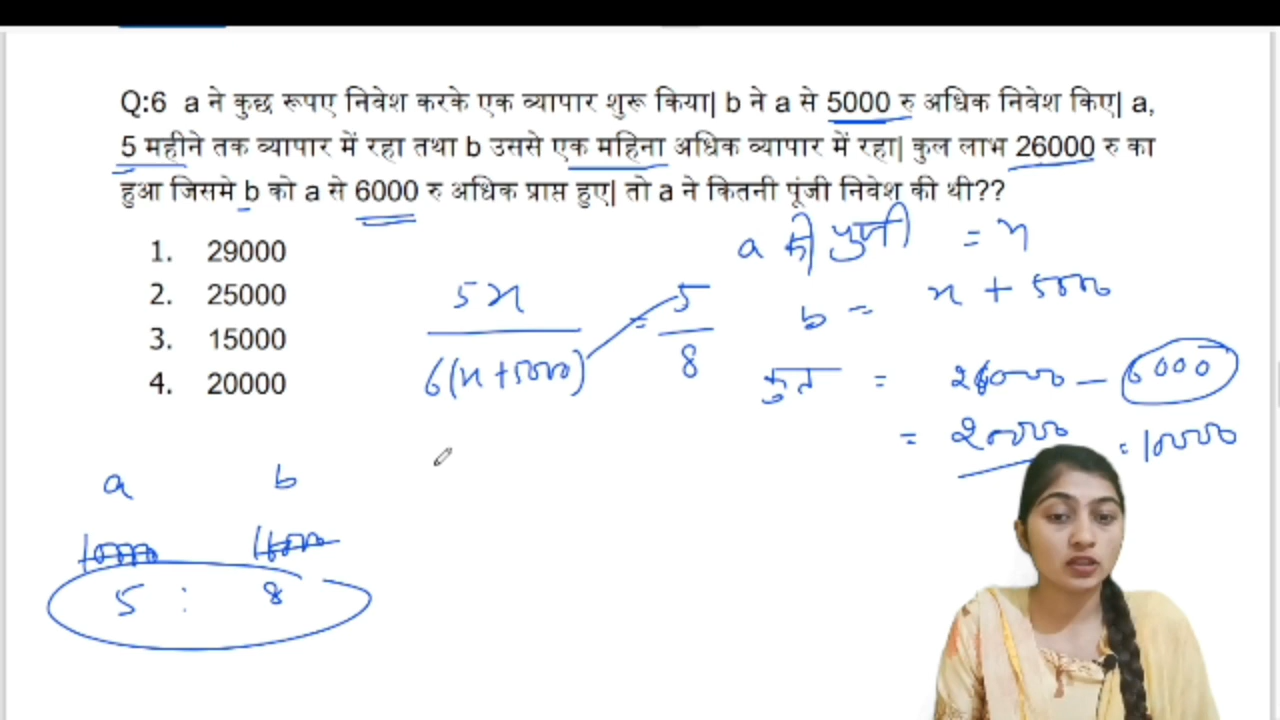 Q:6 a ने कुछ रूपए निवेश करके एक व्यापार शुरू किया| b ने a से 5000 रु अधिक निवेश किए| a,
5 महीने तक व्यापार में रहा तथा b उससे एक महिना अधिक व्यापार में रहा| कुल लाभ 26000 रु का
हुआ जिसमे b को a से 6000 रु अधिक प्राप्त हुए| तो a ने कितनी पूंजी निवेश की थी??
1. 29000
2. 25000
3. 15000
4. 20000
a की पुंजी = x
b = x + 5000
5x / 6(x+5000) = 5 / 8
कुल = 26000 - 6000
= 20000 = 10000
a b
10000 16000
5 : 8